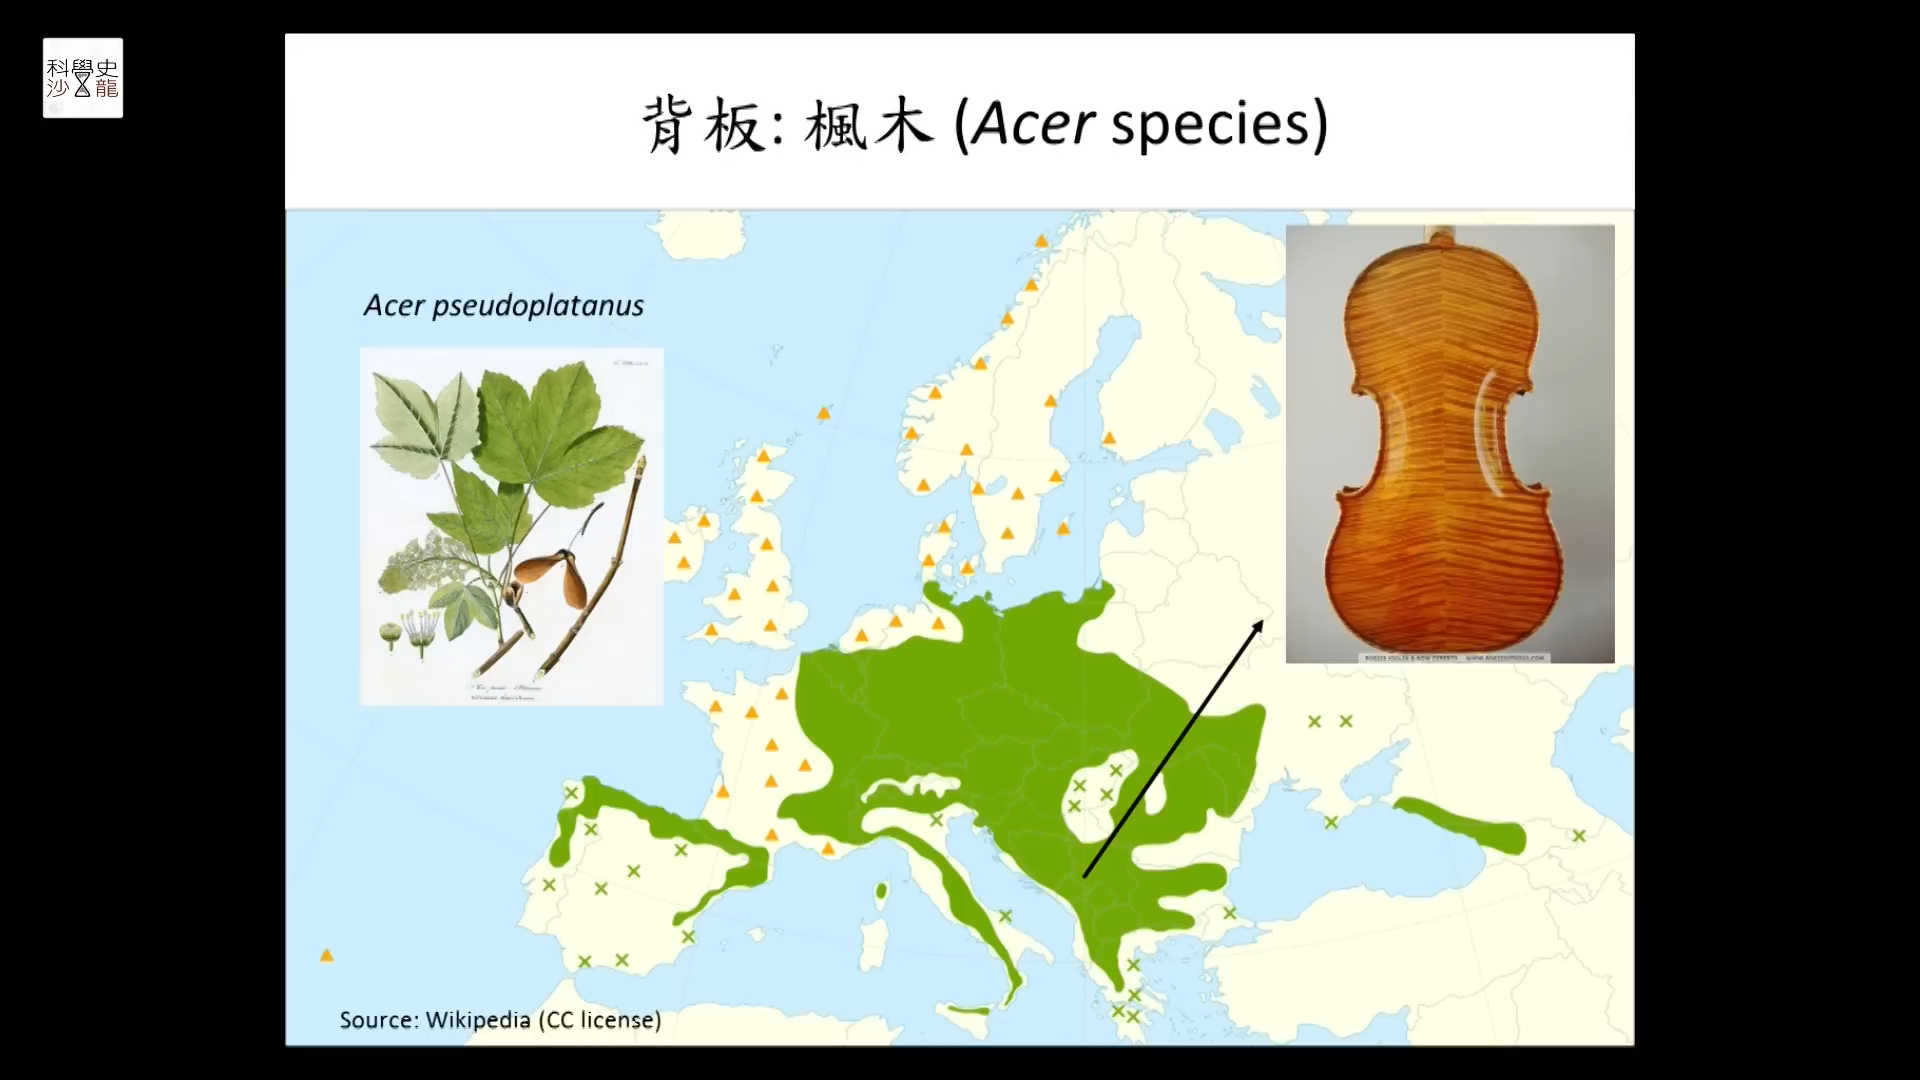 科學史
沙龍
背板: 楓木 (Acer species)
Acer pseudoplatanus
Source: Wikipedia (CC license)